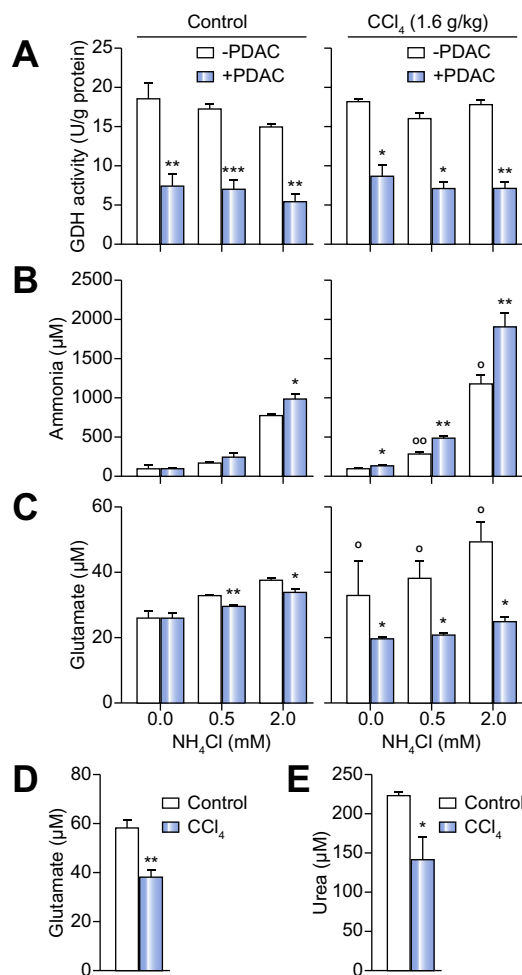 Control
CCl₄ (1.6 g/kg)
A
GDH activity (U/g protein)
25
20
15
10
5
0
-PDAC
+PDAC
** *** **
-PDAC
+PDAC
* * **
B
Ammonia (µM)
2500
2000
1500
1000
500
0
*
* oo ** o **
C
Glutamate (µM)
60
40
20
0
** *
o * o * o *
0.0 0.5 2.0
NH₄Cl (mM)
0.0 0.5 2.0
NH₄Cl (mM)
D
Glutamate (µM)
80
60
40
20
0
Control
CCl₄
**
E
Urea (µM)
250
200
150
100
50
0
Control
CCl₄
*